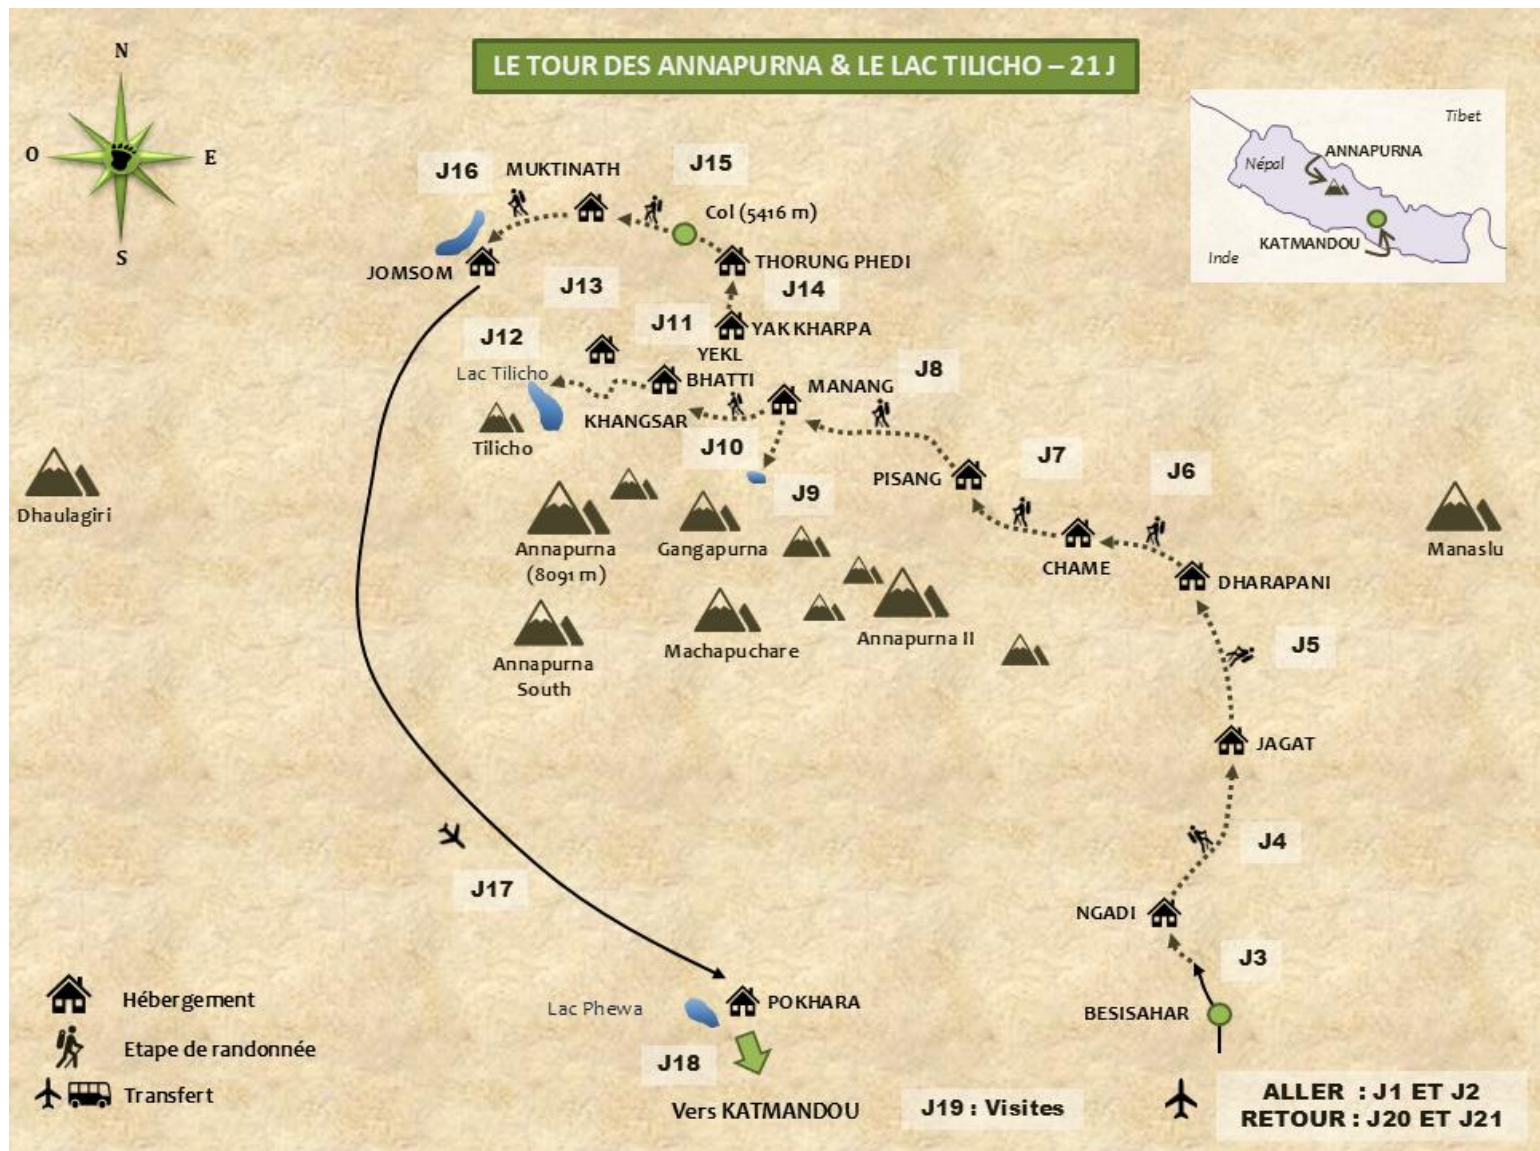 LE TOUR DES ANNAPURNA & LE LAC TILICHO – 21 J
N
O
E
S
Tibet
Népal
ANNAPURNA
KATMANDOU
Inde
J16
MUKTINATH
J15
Col (5416 m)
JOMSOM
THORUNG PHEDI
J13
J14
J12
J11
YAK KHARPA
YEKL
Lac Tilicho
BHATTI
MANANG
J8
KHANGSAR
Tilicho
J10
J9
PISANG
J7
J6
Dhaulagiri
Annapurna
(8091 m)
Gangapurna
Manaslu
CHAME
DHARAPANI
Annapurna
South
Machapuchare
Annapurna II
J5
JAGAT
J4
J17
NGADI
J3
BESISAHAR
Hébergement
Etape de randonnée
Transfert
Lac Phewa
POKHARA
J18
Vers KATMANDOU
J19 : Visites
ALLER : J1 ET J2
RETOUR : J20 ET J21